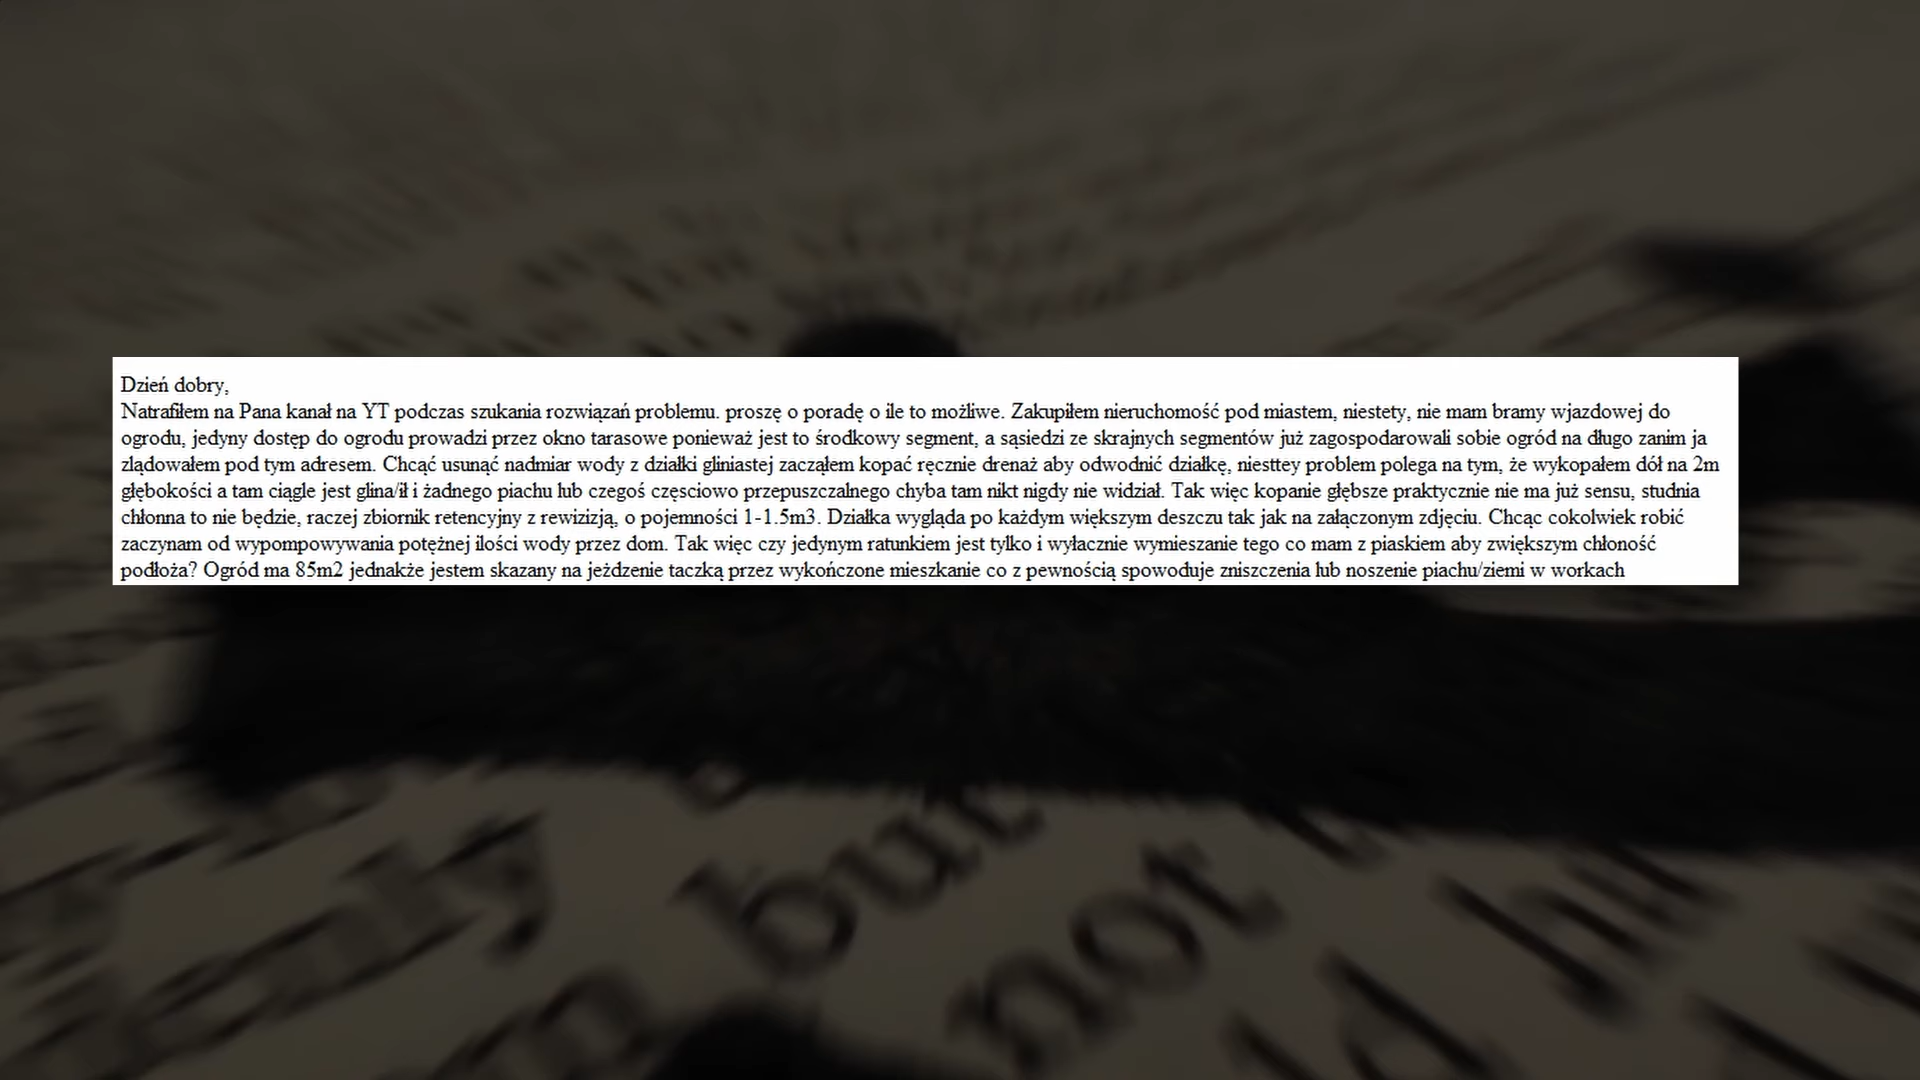 Dzień dobry,
Natrafiłem na Pana kanał na YT podczas szukania rozwiązań problemu. proszę o poradę o ile to możliwe. Zakupiłem nieruchomość pod miastem, niestety, nie mam bramy wjazdowej do
ogrodu, jedyny dostęp do ogrodu prowadzi przez okno tarasowe ponieważ jest to środkowy segment, a sąsiedzi ze skrajnych segmentów już zagospodarowali sobie ogród na długo zanim ja
zlądowałem pod tym adresem. Chcąć usunąć nadmiar wody z działki gliniastej zacząłem kopać ręcznie drenaż aby odwodnić działkę, niesttey problem polega na tym, że wykopałem dół na 2m
głębokości a tam ciągle jest glina/ił i żadnego piachu lub czegoś częsciowo przepuszczalnego chyba tam nikt nigdy nie widział. Tak więc kopanie głębsze praktycznie nie ma już sensu, studnia
chłonna to nie będzie, raczej zbiornik retencyjny z rewizizją, o pojemności 1-1.5m3. Działka wygląda po każdym większym deszczu tak jak na załączonym zdjęciu. Chcąc cokolwiek robić
zaczynam od wypompowywania potężnej ilości wody przez dom. Tak więc czy jedynym ratunkiem jest tylko i wyłacznie wymieszanie tego co mam z piaskiem aby zwiększym chłoność
podłoża? Ogród ma 85m2 jednakże jestem skazany na jeżdzenie taczką przez wykończone mieszkanie co z pewnością spowoduje zniszczenia lub noszenie piachu/ziemi w workach
but
not